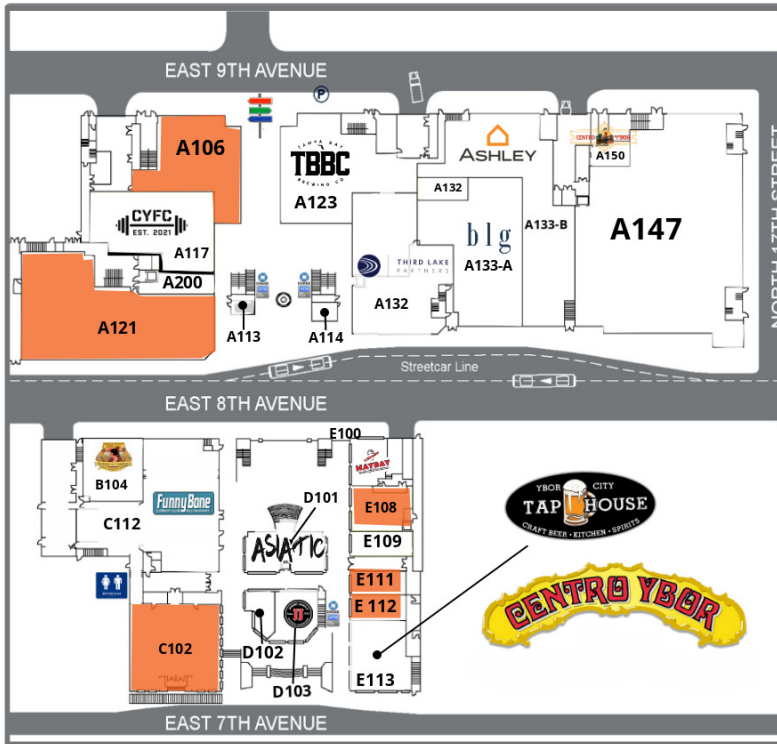 EAST 9TH AVENUE
P
A106
TAMPA BAY
TBBC
BREWING CO
A123
ASHLEY
CENTRO YBOR
A150
A132
CYFC
EST. 2021
A117
blg
A133-A
A133-B
A147
NORTH 17TH STREET
THIRD LAKE
PARTNERS
A132
A200
A121
A113
A114
Streetcar Line
EAST 8TH AVENUE
E100
MAYDAY
B104
FunnyBone
C112
D101
ASIATIC
E108
E109
E111
E 112
YBOR CITY
TAP HOUSE
CRAFT BEER • KITCHEN • SPIRITS
CENTRO YBOR
C102
D102
D103
E113
EAST 7TH AVENUE